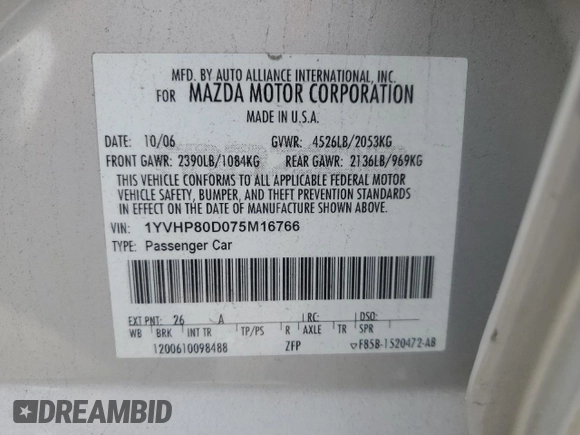 MFD. BY AUTO ALLIANCE INTERNATIONAL, INC.
FOR MAZDA MOTOR CORPORATION
MADE IN U.S.A.
DATE: 10/06 GVWR: 4526LB/2053KG
FRONT GAWR: 2390LB/1084KG REAR GAWR: 2136LB/969KG
THIS VEHICLE CONFORMS TO ALL APPLICABLE FEDERAL MOTOR
VEHICLE SAFETY, BUMPER, AND THEFT PREVENTION STANDARDS
IN EFFECT ON THE DATE OF MANUFACTURE SHOWN ABOVE.
VIN: 1YVHP80D075M16766
TYPE: Passenger Car
EXT PNT: 26 A RC: DSO:
WB BRK INT TR TP/PS R AXLE TR SPR
1200610098488 ZFP F85B-1520472-AB
DREAMBID